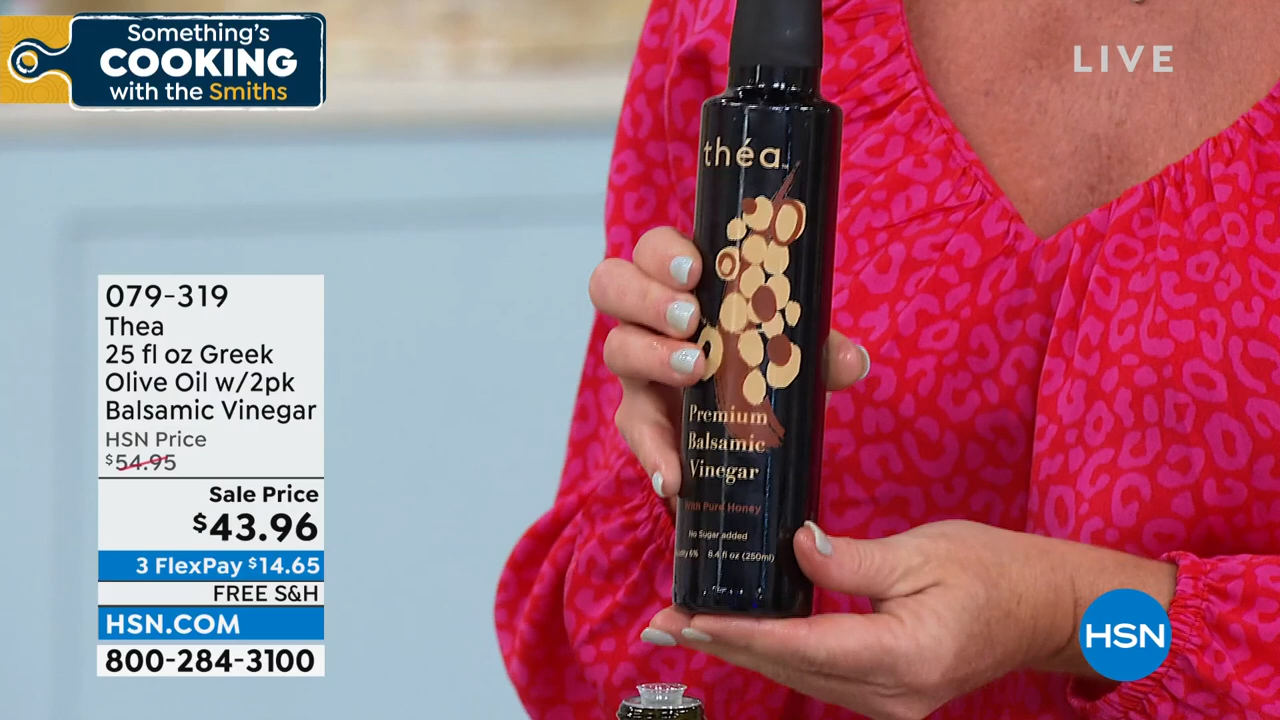 Something's
COOKING
with the Smiths
LIVE
079-319
Thea
25 fl oz Greek
Olive Oil w/2pk
Balsamic Vinegar
HSN Price
$54.95
Sale Price
$43.96
3 FlexPay $14.65
FREE S&H
HSN.COM
800-284-3100
théa
Premium
Balsamic
Vinegar
With Pure Honey
No Sugar added
6% 8.4 fl oz (250ml)
HSN